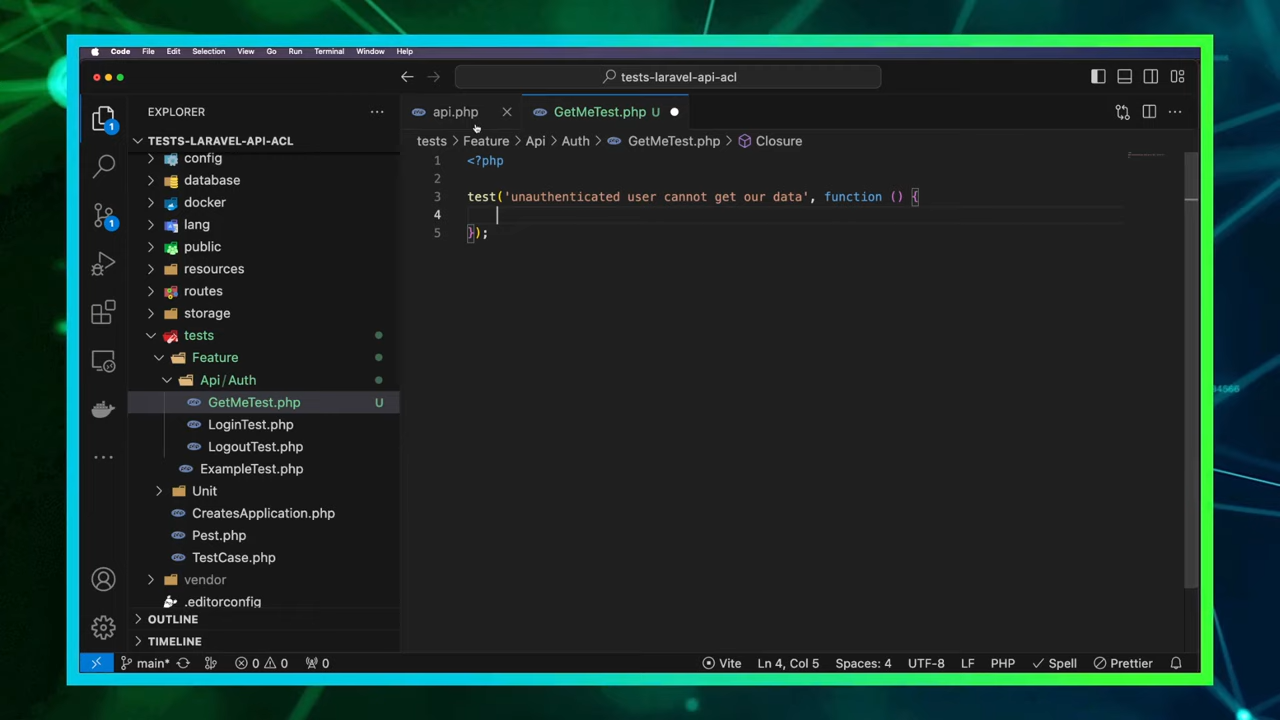 Code File Edit Selection View Go Run Terminal Window Help
tests-laravel-api-acl
EXPLORER
api.php
GetMeTest.php U
TESTS-LARAVEL-API-ACL
tests > Feature > Api > Auth > GetMeTest.php > Closure
config
database
docker
lang
public
resources
routes
storage
tests
Feature
Api/Auth
GetMeTest.php U
LoginTest.php
LogoutTest.php
ExampleTest.php
Unit
CreatesApplication.php
Pest.php
TestCase.php
vendor
.editorconfig
OUTLINE
TIMELINE
1
1
1 <?php
2
3 test('unauthenticated user cannot get our data', function () {
4
5 });
main* 0 0 0 Vite Ln 4, Col 5 Spaces: 4 UTF-8 LF PHP Spell Prettier